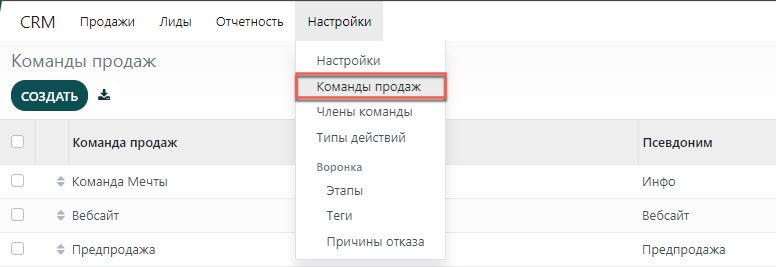 CRM Продажи Лиды Отчетность Настройки
Команды продаж
СОЗДАТЬ
Настройки
Команды продаж
Члены команды
Типы действий
Воронка
Этапы
Теги
Причины отказа
Команда продаж Псевдоним
Команда Мечты Инфо
Вебсайт Вебсайт
Предпродажа Предпродажа